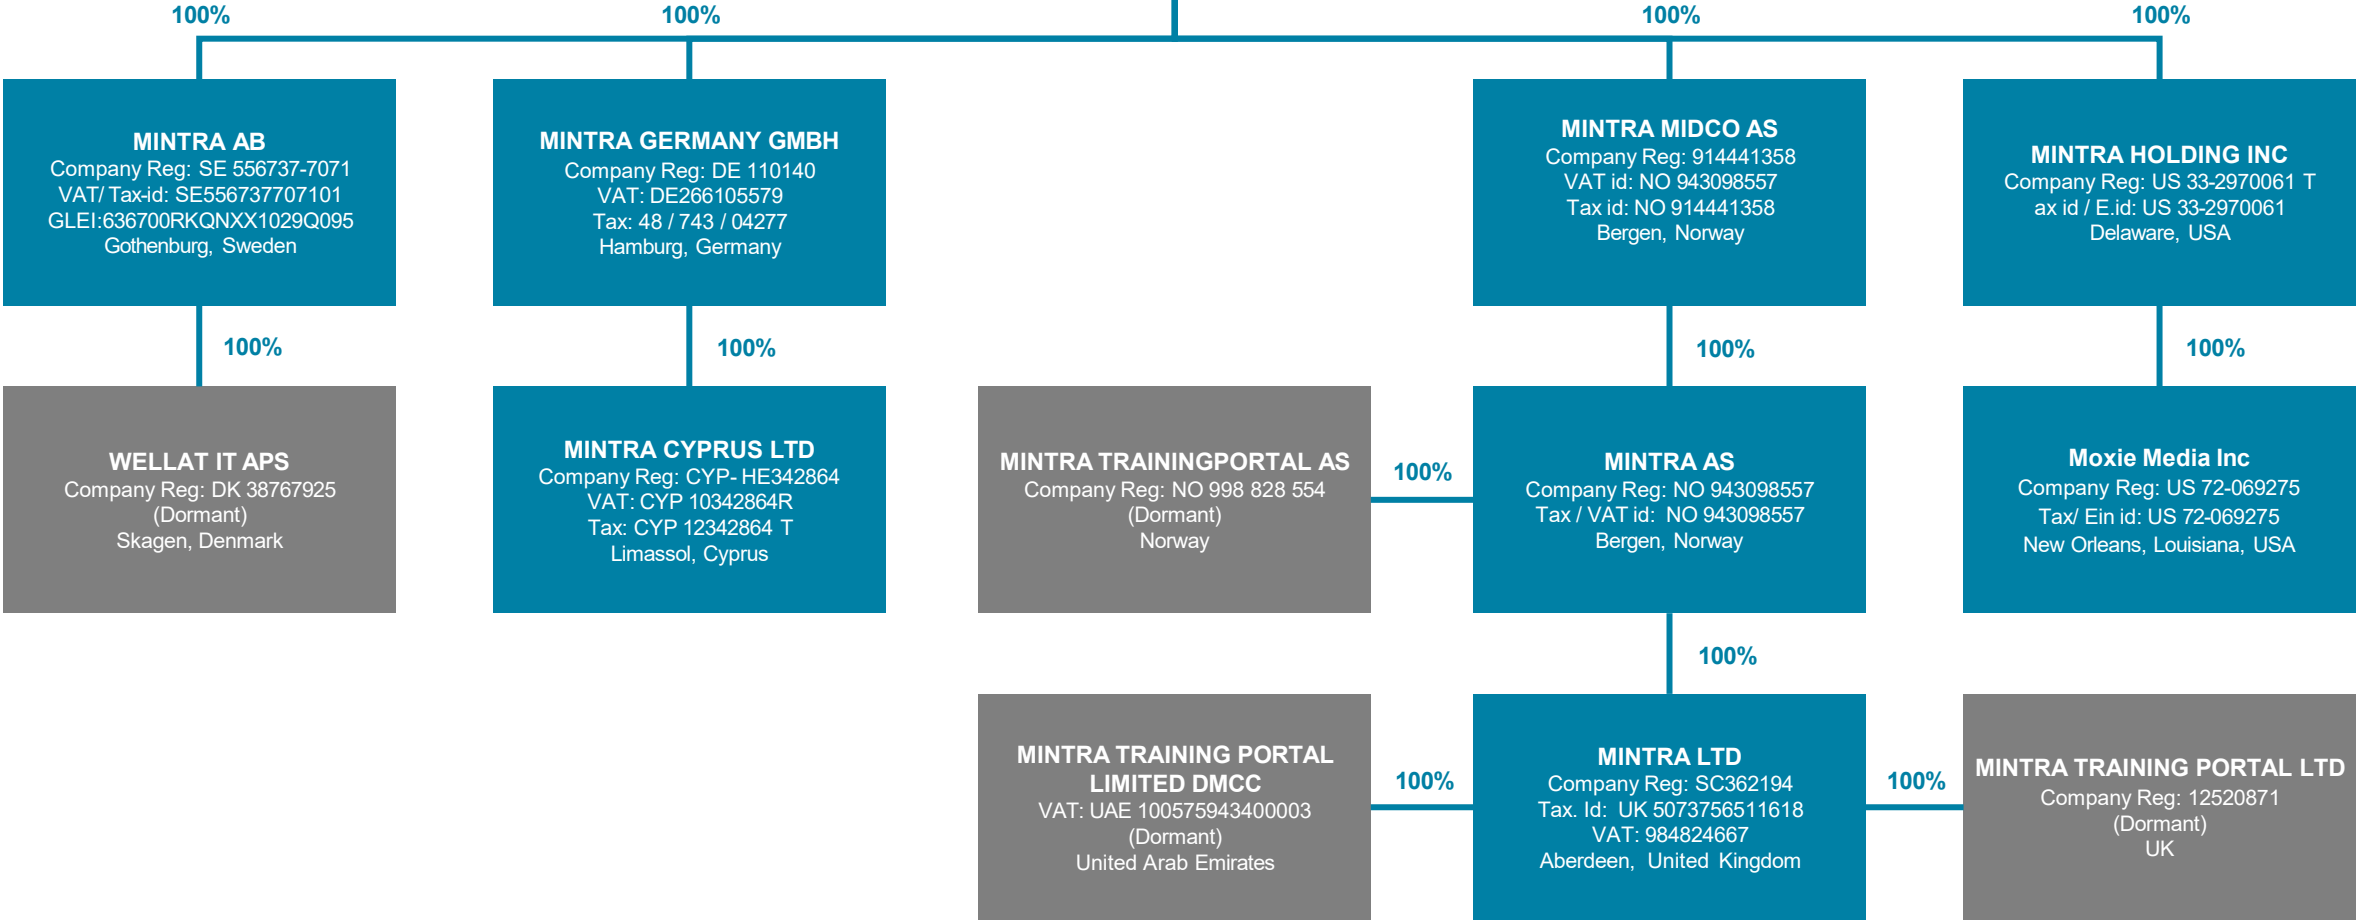 100%
100%
100%
100%
MINTRA AB
Company Reg: SE 556737-7071
VAT/ Tax-id: SE556737707101
GLEI:636700RKQNXX1029Q095
Gothenburg, Sweden
MINTRA GERMANY GMBH
Company Reg: DE 110140
VAT: DE266105579
Tax: 48 / 743 / 04277
Hamburg, Germany
MINTRA MIDCO AS
Company Reg: 914441358
VAT id: NO 943098557
Tax id: NO 914441358
Bergen, Norway
MINTRA HOLDING INC
Company Reg: US 33-2970061 T
ax id / E.id: US 33-2970061
Delaware, USA
100%
100%
100%
100%
WELLAT IT APS
Company Reg: DK 38767925
(Dormant)
Skagen, Denmark
MINTRA CYPRUS LTD
Company Reg: CYP- HE342864
VAT: CYP 10342864R
Tax: CYP 12342864 T
Limassol, Cyprus
MINTRA TRAININGPORTAL AS
Company Reg: NO 998 828 554
(Dormant)
Norway
100%
MINTRA AS
Company Reg: NO 943098557
Tax / VAT id: NO 943098557
Bergen, Norway
Moxie Media Inc
Company Reg: US 72-069275
Tax/ Ein id: US 72-069275
New Orleans, Louisiana, USA
100%
MINTRA TRAINING PORTAL
LIMITED DMCC
VAT: UAE 100575943400003
(Dormant)
United Arab Emirates
100%
MINTRA LTD
Company Reg: SC362194
Tax. Id: UK 5073756511618
VAT: 984824667
Aberdeen, United Kingdom
100%
MINTRA TRAINING PORTAL LTD
Company Reg: 12520871
(Dormant)
UK